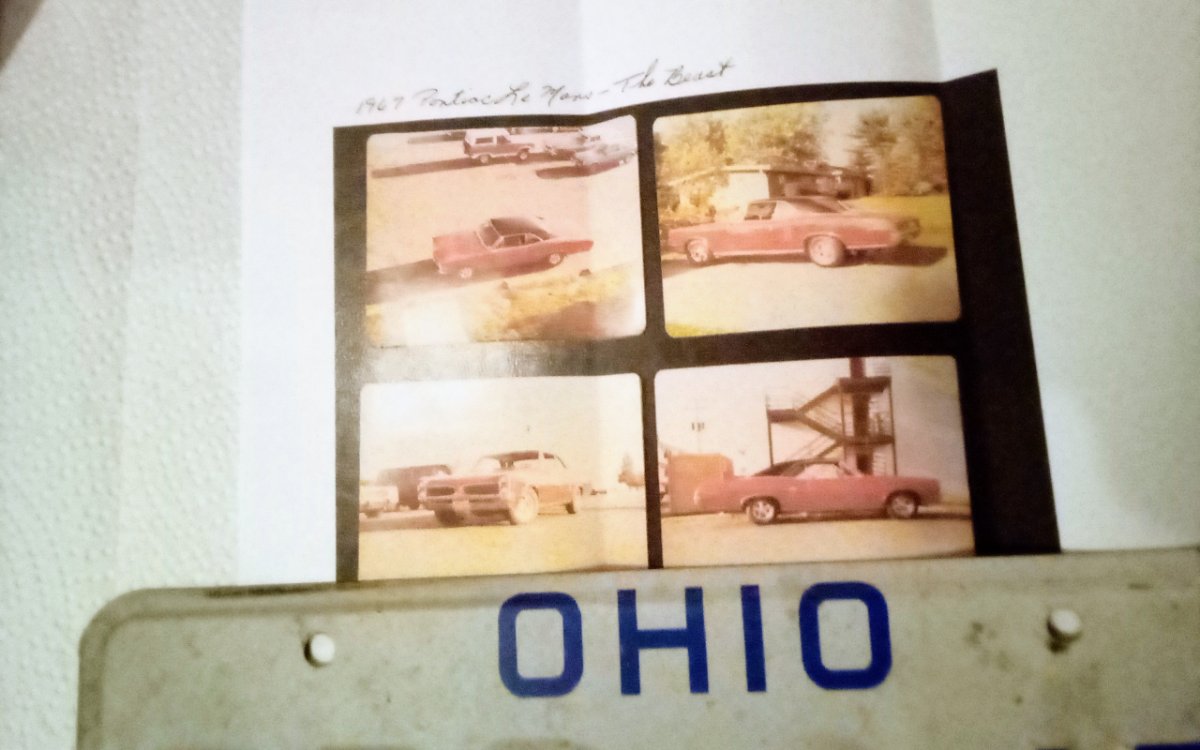 1967 Pontiac Le Mans - The Beast
OHIO